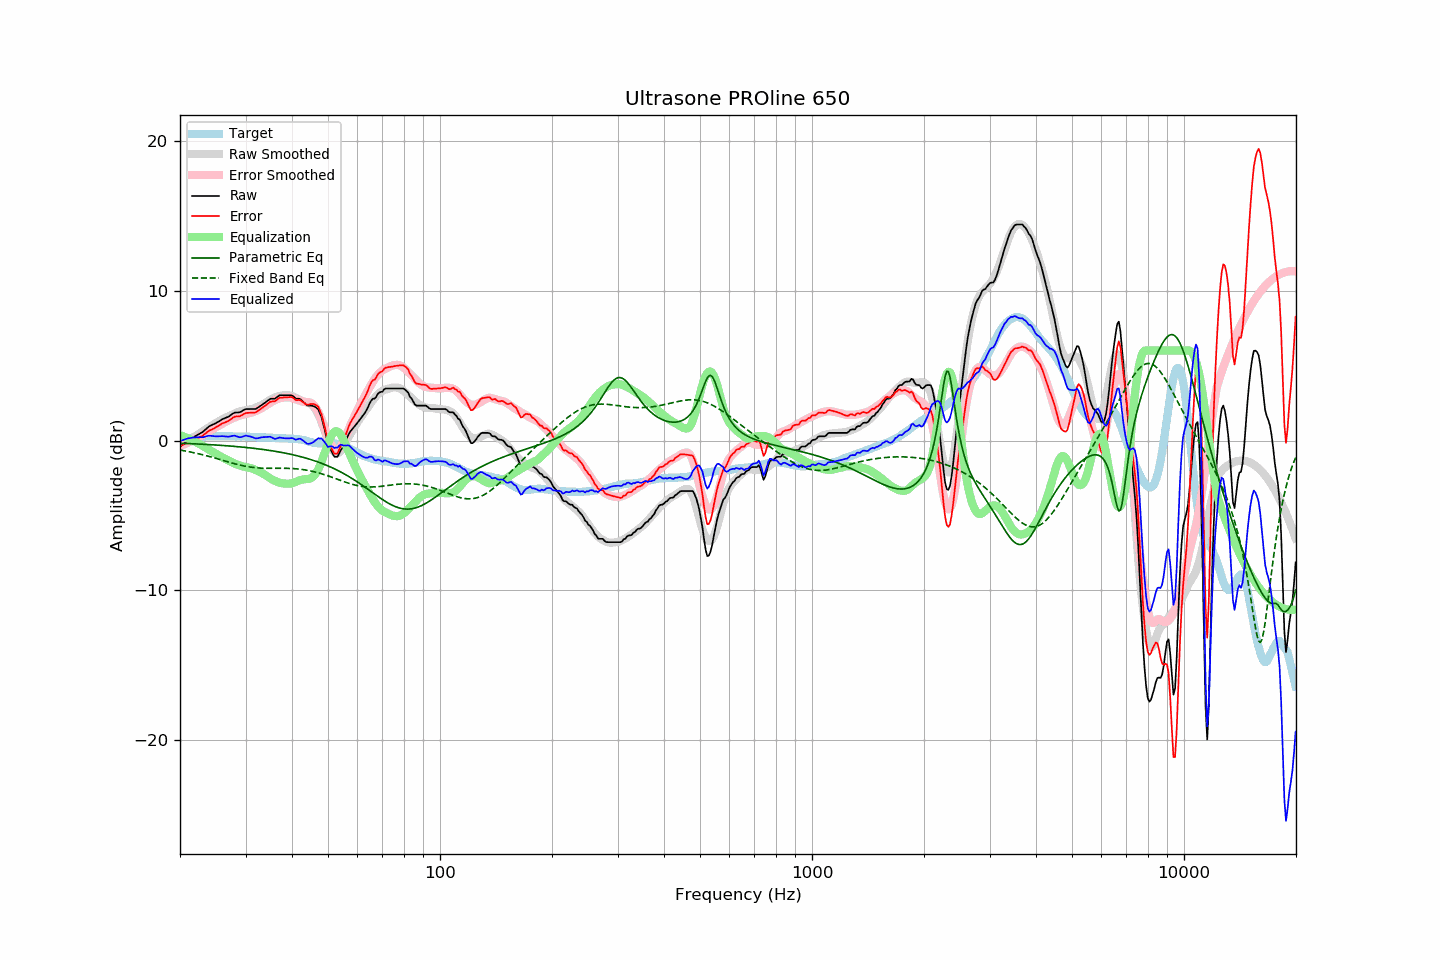 Ultrasone PROline 650
Target
Raw Smoothed
Error Smoothed
Raw
Error
Equalization
Parametric Eq
Fixed Band Eq
Equalized
20
10
0
−10
−20
Amplitude (dBr)
100
1000
10000
Frequency (Hz)